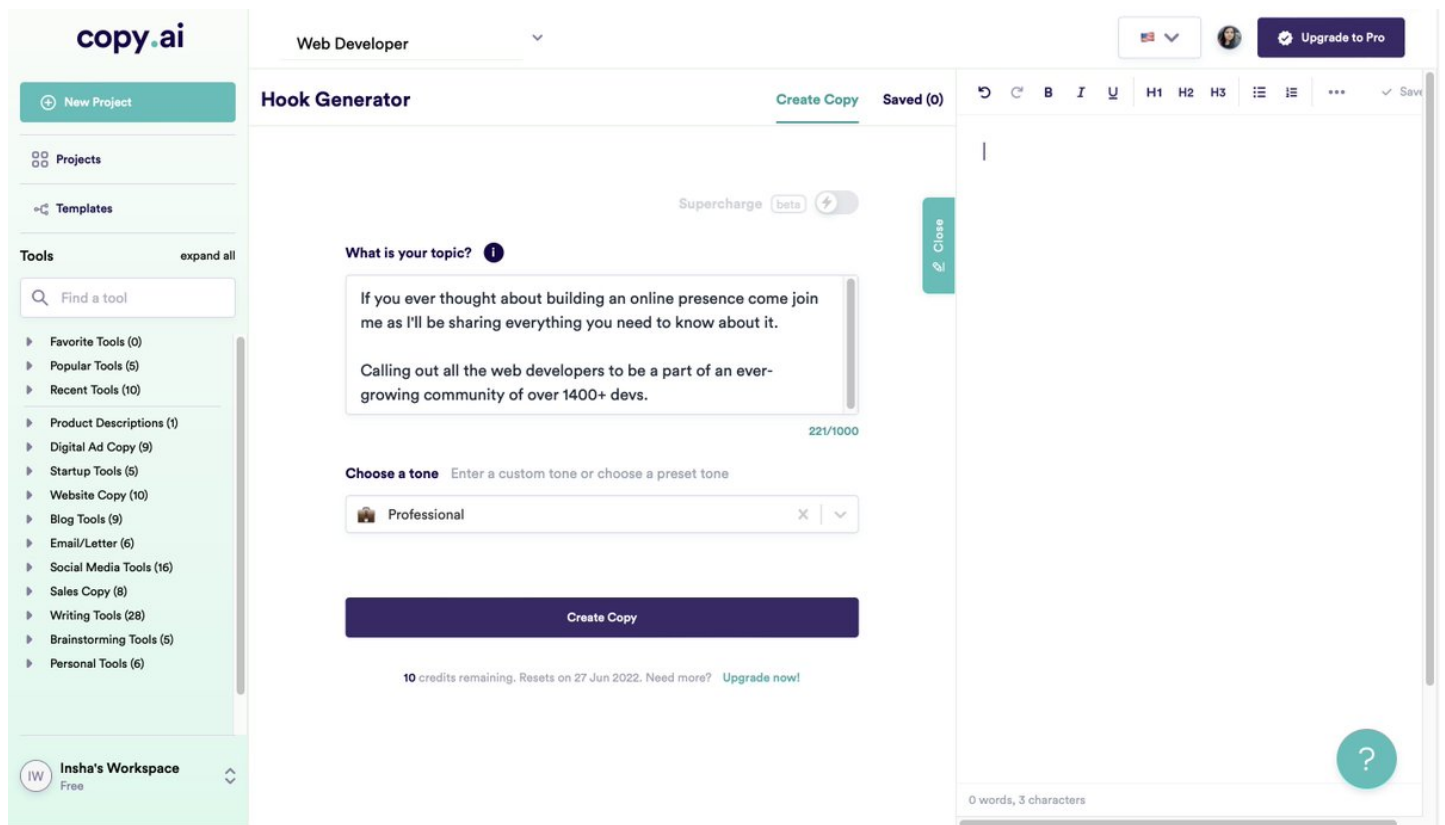 copy.ai
Web Developer
Upgrade to Pro
New Project
Projects
Templates
Tools
expand all
Find a tool
Favorite Tools (0)
Popular Tools (5)
Recent Tools (10)
Product Descriptions (1)
Digital Ad Copy (9)
Startup Tools (5)
Website Copy (10)
Blog Tools (9)
Email/Letter (6)
Social Media Tools (16)
Sales Copy (8)
Writing Tools (28)
Brainstorming Tools (5)
Personal Tools (6)
IW
Insha's Workspace
Free
Hook Generator
Create Copy
Saved (0)
Supercharge beta
What is your topic? i
If you ever thought about building an online presence come join
me as I'll be sharing everything you need to know about it.
Calling out all the web developers to be a part of an ever-
growing community of over 1400+ devs.
221/1000
Choose a tone Enter a custom tone or choose a preset tone
Professional
Create Copy
10 credits remaining. Resets on 27 Jun 2022. Need more? Upgrade now!
Close
B I U H1 H2 H3 ••• Save
0 words, 3 characters
?